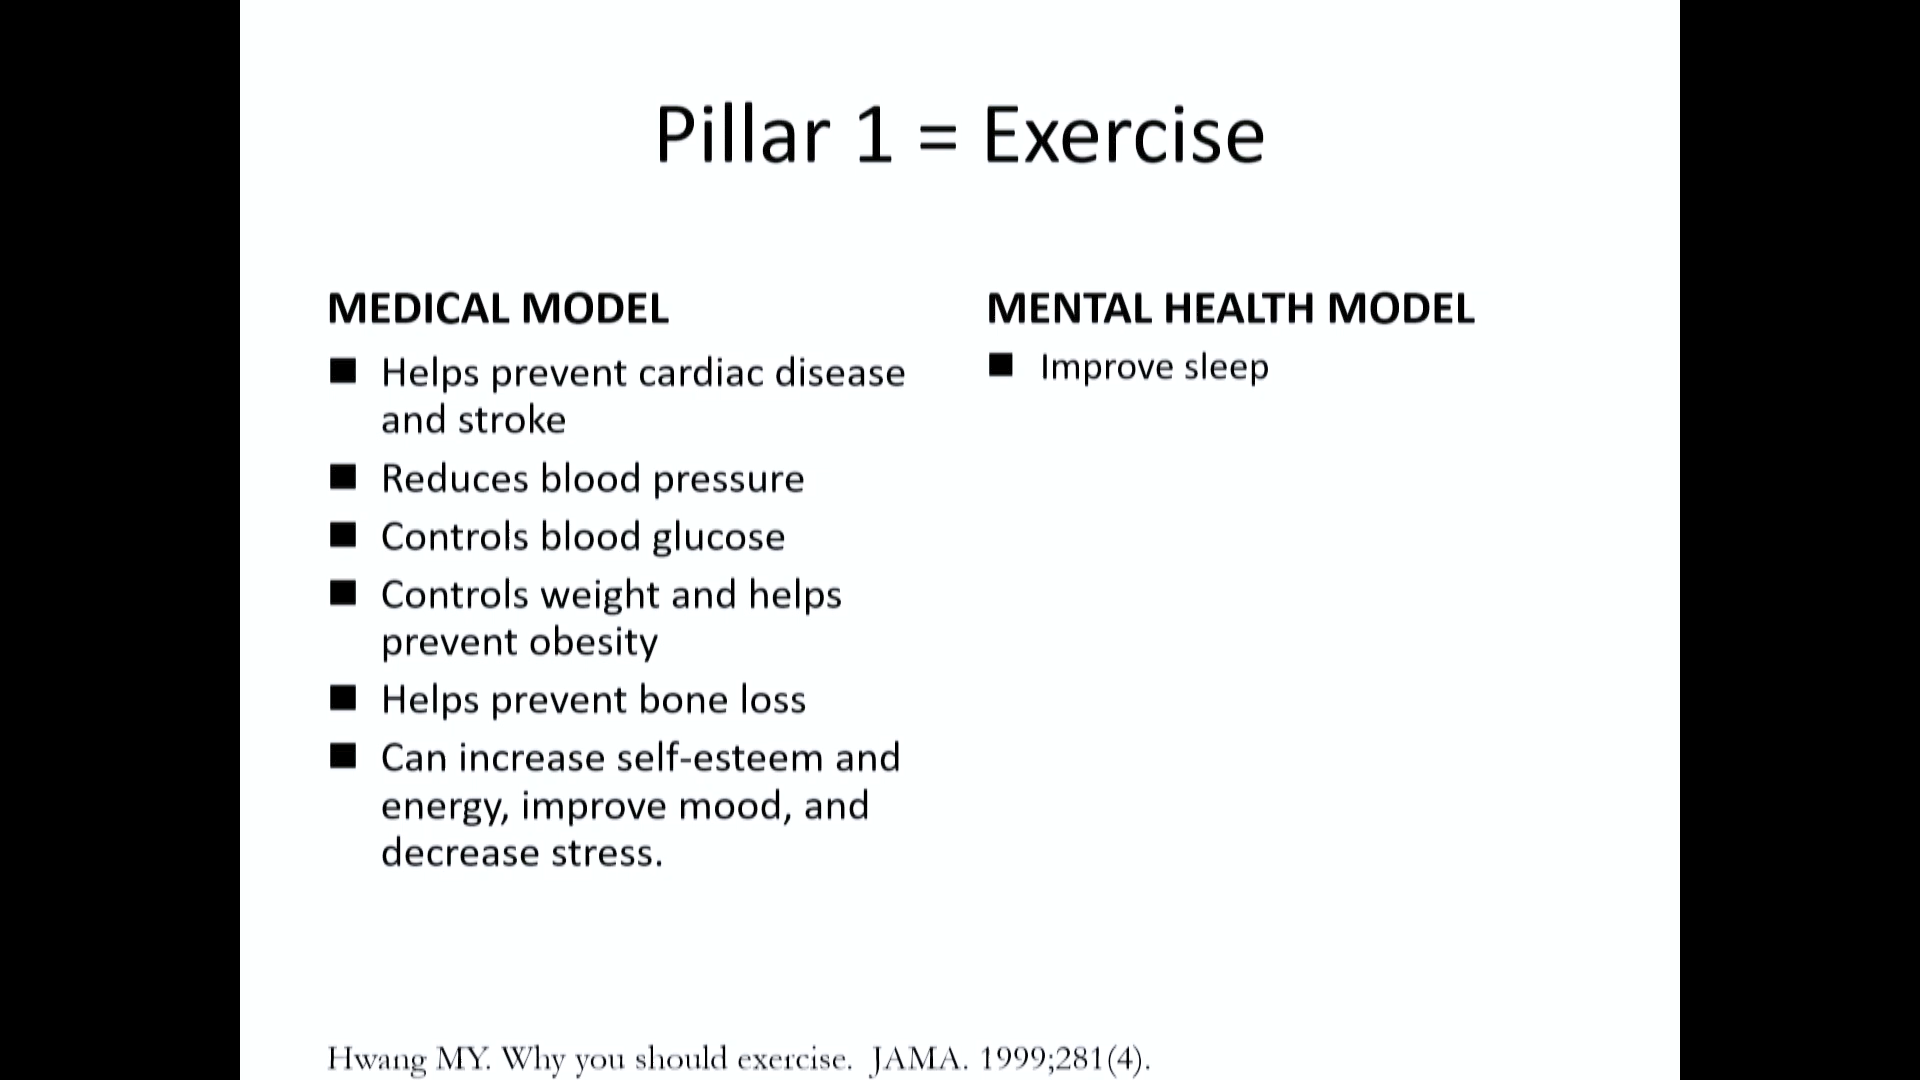 Pillar 1 = Exercise
MEDICAL MODEL
Helps prevent cardiac disease
and stroke
Reduces blood pressure
Controls blood glucose
Controls weight and helps
prevent obesity
Helps prevent bone loss
Can increase self-esteem and
energy, improve mood, and
decrease stress.
MENTAL HEALTH MODEL
Improve sleep
Hwang MY. Why you should exercise.  JAMA. 1999;281(4).